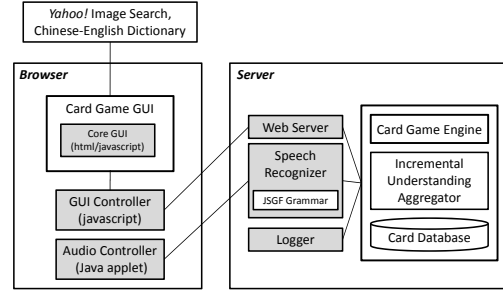 Yahoo! Image Search,
Chinese-English Dictionary
Browser
Card Game GUI
Core GUI
(html/javascript)
GUI Controller
(javascript)
Audio Controller
(Java applet)
Server
Web Server
Speech
Recognizer
JSGF Grammar
Logger
Card Game Engine
Incremental
Understanding
Aggregator
Card Database